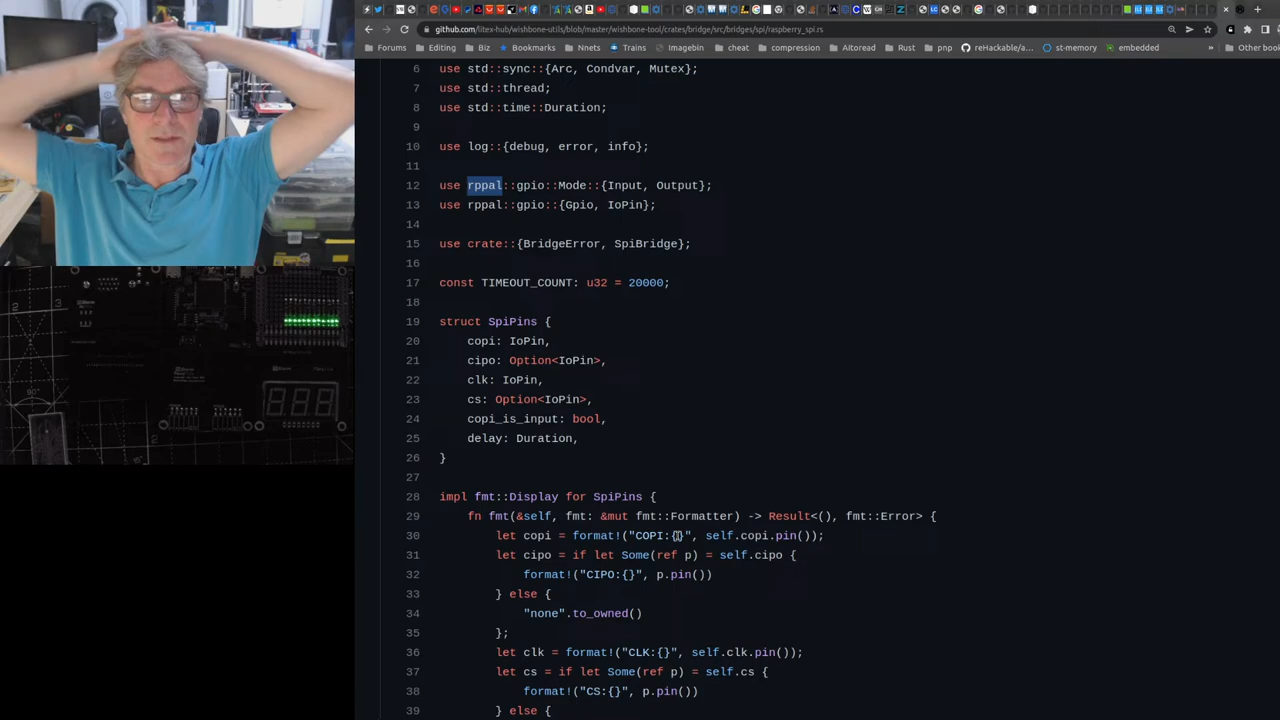 github.com/litex-hub/wishbone-utils/blob/master/wishbone-tool/crates/bridge/src/bridges/spi/raspberry_spi.rs
Forums Editing Biz Bookmarks Nnets Trains Imagebin cheat compression Aitoread Rust pnp reHackable/a... st-memory embedded » Other book
6 use std::sync::{Arc, Condvar, Mutex};
7 use std::thread;
8 use std::time::Duration;
9
10 use log::{debug, error, info};
11
12 use rppal::gpio::Mode::{Input, Output};
13 use rppal::gpio::{Gpio, IoPin};
14
15 use crate::{BridgeError, SpiBridge};
16
17 const TIMEOUT_COUNT: u32 = 20000;
18
19 struct SpiPins {
20 copi: IoPin,
21 cipo: Option<IoPin>,
22 clk: IoPin,
23 cs: Option<IoPin>,
24 copi_is_input: bool,
25 delay: Duration,
26 }
27
28 impl fmt::Display for SpiPins {
29 fn fmt(&self, fmt: &mut fmt::Formatter) -> Result<(), fmt::Error> {
30 let copi = format!("COPI:{}", self.copi.pin());
31 let cipo = if let Some(ref p) = self.cipo {
32 format!("CIPO:{}", p.pin())
33 } else {
34 "none".to_owned()
35 };
36 let clk = format!("CLK:{}", self.clk.pin());
37 let cs = if let Some(ref p) = self.cs {
38 format!("CS:{}", p.pin())
39 } else {